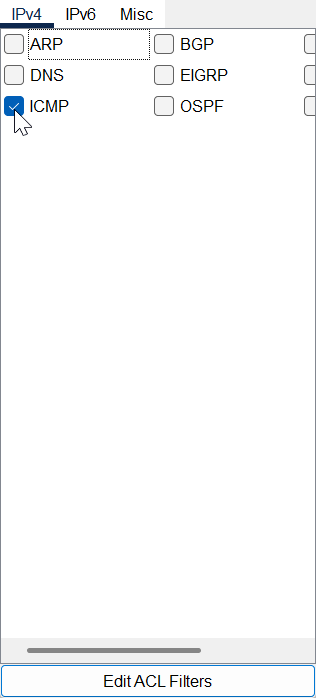 IPv4 IPv6 Misc
ARP BGP
DNS EIGRP
ICMP OSPF
Edit ACL Filters